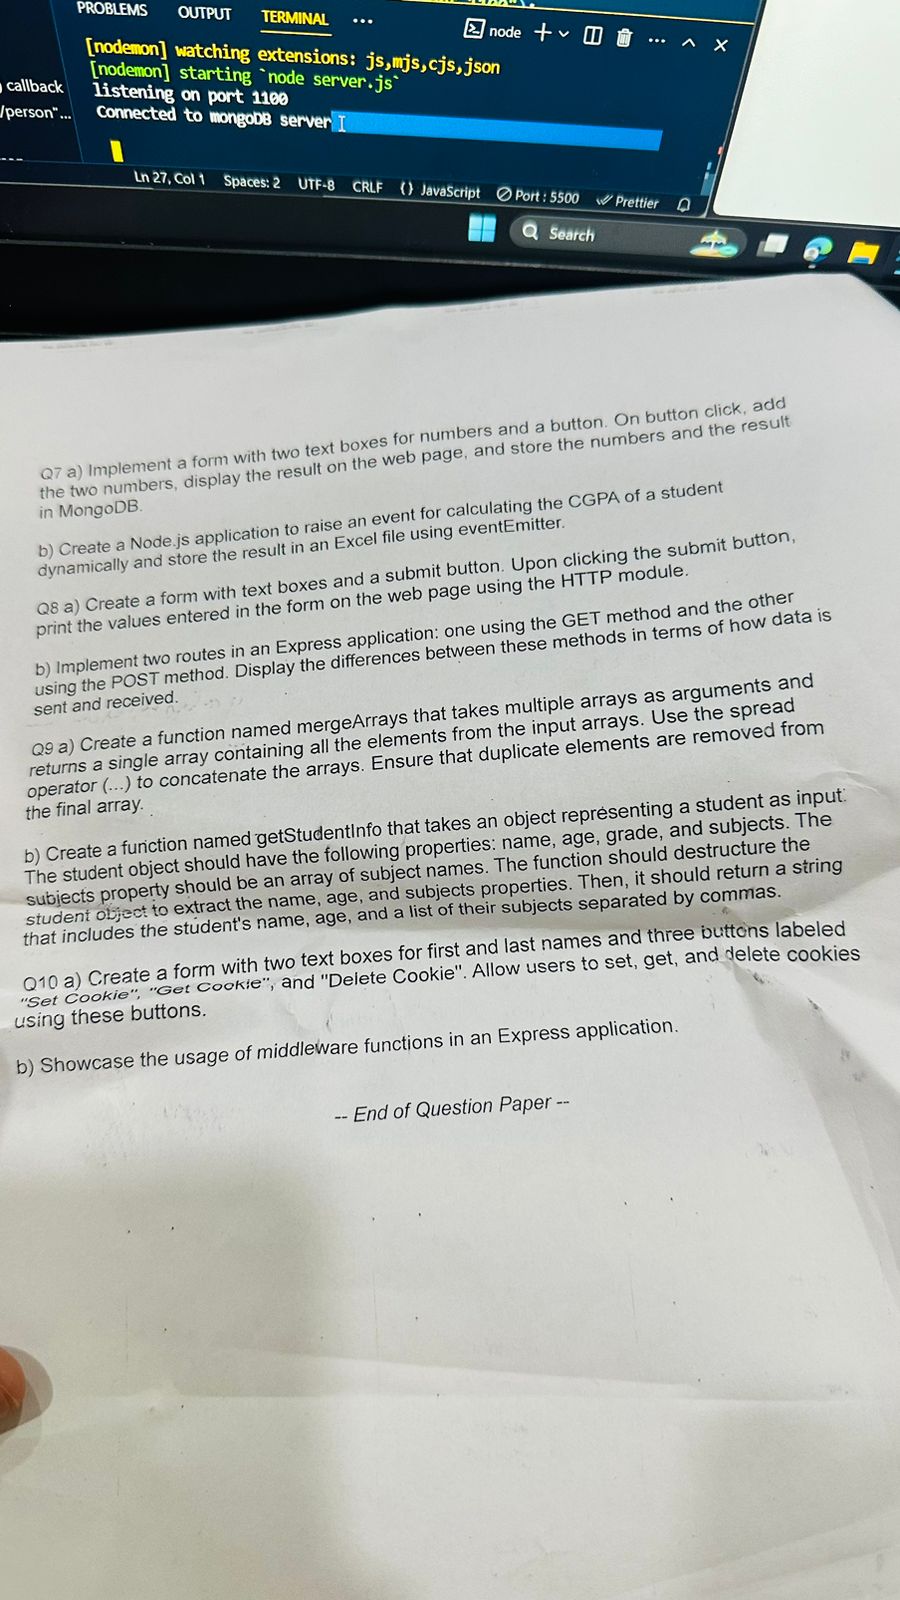 PROBLEMS OUTPUT TERMINAL ... node
[nodemon] watching extensions: js,mjs,cjs,json
[nodemon] starting `node server.js`
callback
listening on port 1100
/person"...
Connected to mongoDB server
Ln 27, Col 1 Spaces: 2 UTF-8 CRLF {} JavaScript Port : 5500 Prettier
Search
Q7 a) Implement a form with two text boxes for numbers and a button. On button click, add
the two numbers, display the result on the web page, and store the numbers and the result
in MongoDB.
b) Create a Node.js application to raise an event for calculating the CGPA of a student
dynamically and store the result in an Excel file using eventEmitter.
Q8 a) Create a form with text boxes and a submit button. Upon clicking the submit button,
print the values entered in the form on the web page using the HTTP module.
b) Implement two routes in an Express application: one using the GET method and the other
using the POST method. Display the differences between these methods in terms of how data is
sent and received.
Q9 a) Create a function named mergeArrays that takes multiple arrays as arguments and
returns a single array containing all the elements from the input arrays. Use the spread
operator (...) to concatenate the arrays. Ensure that duplicate elements are removed from
the final array.
b) Create a function named getStudentInfo that takes an object representing a student as input.
The student object should have the following properties: name, age, grade, and subjects. The
subjects property should be an array of subject names. The function should destructure the
student object to extract the name, age, and subjects properties. Then, it should return a string
that includes the student's name, age, and a list of their subjects separated by commas.
Q10 a) Create a form with two text boxes for first and last names and three buttons labeled
"Set Cookie", "Get Cookie", and "Delete Cookie". Allow users to set, get, and delete cookies
using these buttons.
b) Showcase the usage of middleware functions in an Express application.
-- End of Question Paper --